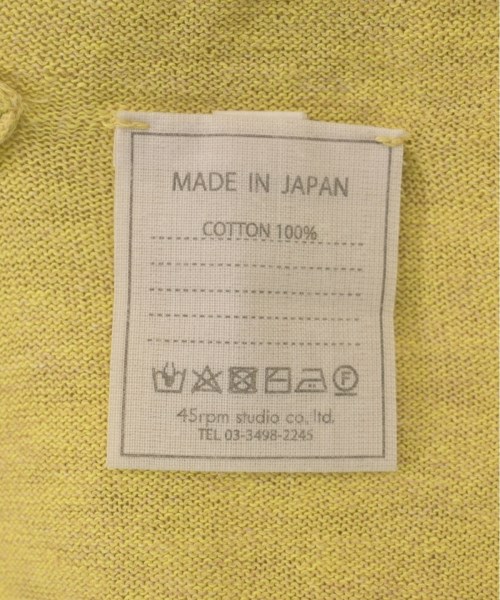 MADE IN JAPAN
COTTON 100%
F
45rpm studio co., ltd.
TEL 03-3498-2245